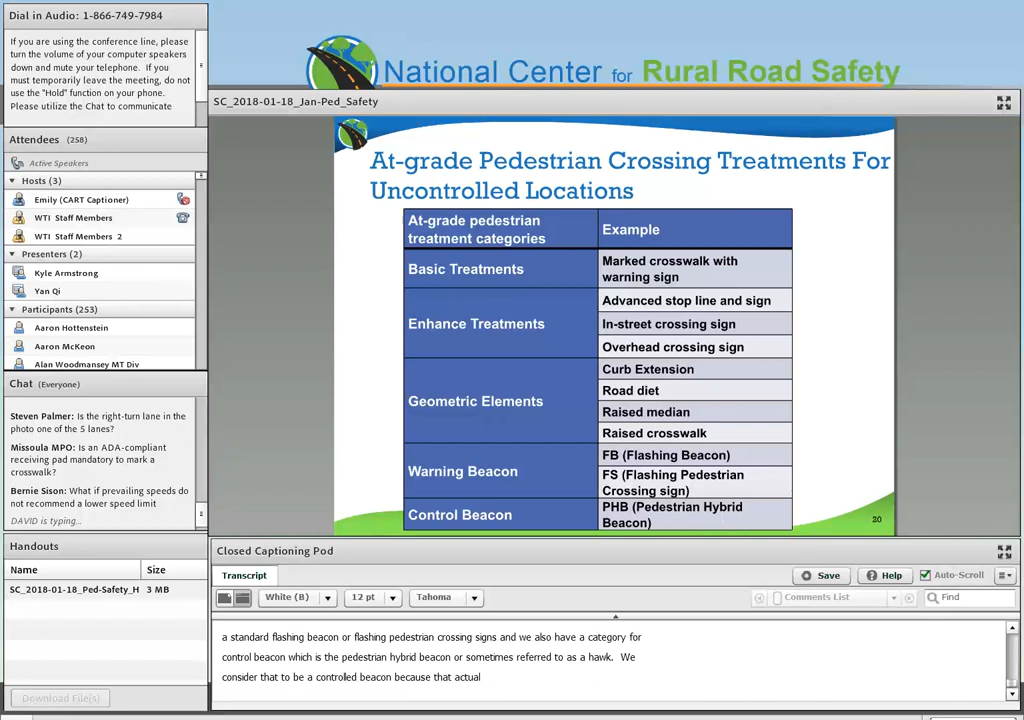 Dial in Audio: 1-866-749-7984
If you are using the conference line, please
turn the volume of your computer speakers
down and mute your telephone. If you
must temporarily leave the meeting, do not
use the "Hold" function on your phone.
Please utilize the Chat to communicate
Attendees (258)
Active Speakers
Hosts (3)
Emily (CART Captioner)
WTI Staff Members
WTI Staff Members 2
Presenters (2)
Kyle Armstrong
Yan Qi
Participants (253)
Aaron Hottenstein
Aaron McKeon
Alan Woodmansey MT Div
Chat (Everyone)
Steven Palmer: Is the right-turn lane in the
photo one of the 5 lanes?
Missoula MPO: Is an ADA-compliant
receiving pad mandatory to mark a
crosswalk?
Bernie Sison: What if prevailing speeds do
not recommend a lower speed limit
DAVID is typing...
Handouts
Name Size
SC_2018-01-18_Ped-Safety_H 3 MB
Download File(s)
National Center for Rural Road Safety
SC_2018-01-18_Jan-Ped_Safety
At-grade Pedestrian Crossing Treatments For
Uncontrolled Locations
At-grade pedestrian
treatment categories
Example
Basic Treatments
Marked crosswalk with
warning sign
Enhance Treatments
Advanced stop line and sign
In-street crossing sign
Overhead crossing sign
Geometric Elements
Curb Extension
Road diet
Raised median
Raised crosswalk
Warning Beacon
FB (Flashing Beacon)
FS (Flashing Pedestrian
Crossing sign)
Control Beacon
PHB (Pedestrian Hybrid
Beacon)
20
Closed Captioning Pod
Transcript
Save
Help
Auto-Scroll
White (B)
12 pt
Tahoma
Comments List
Find
a standard flashing beacon or flashing pedestrian crossing signs and we also have a category for
control beacon which is the pedestrian hybrid beacon or sometimes referred to as a hawk. We
consider that to be a controlled beacon because that actual